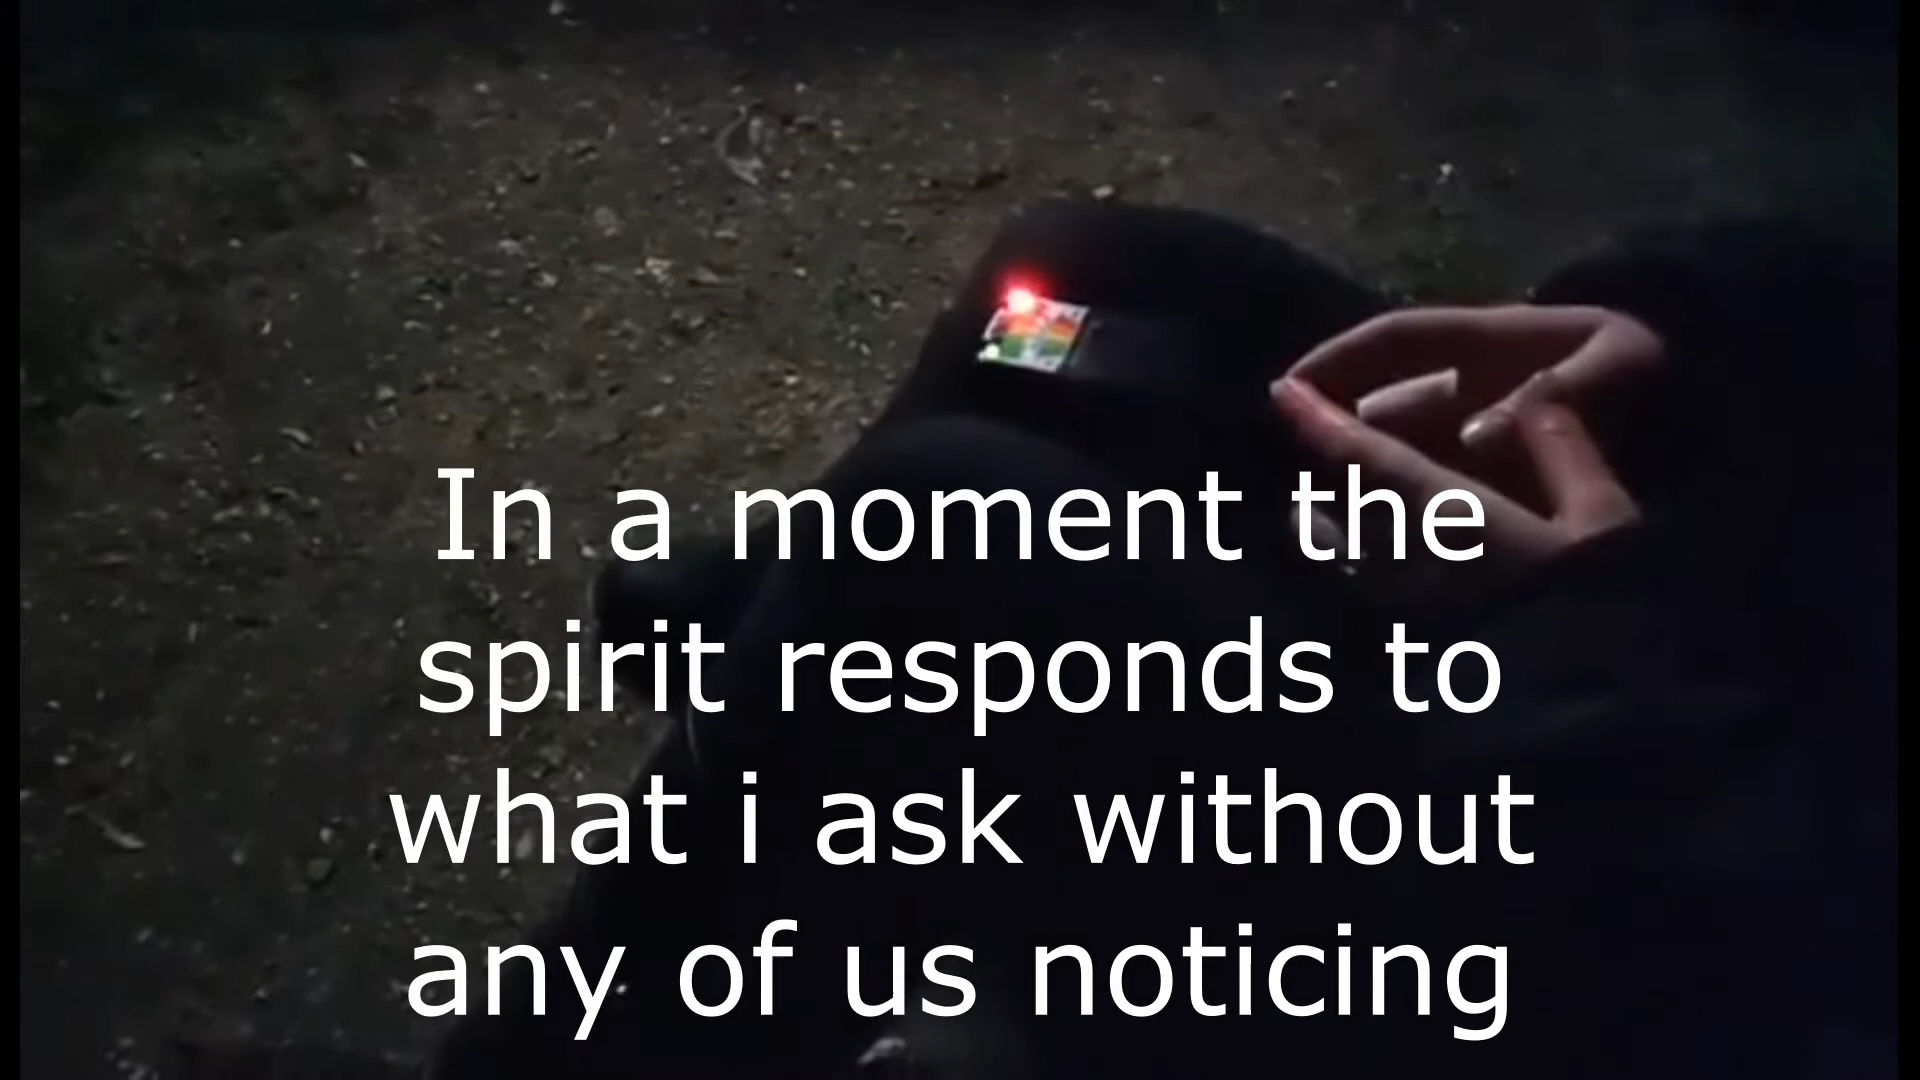 In a moment the
spirit responds to
what i ask without
any of us noticing